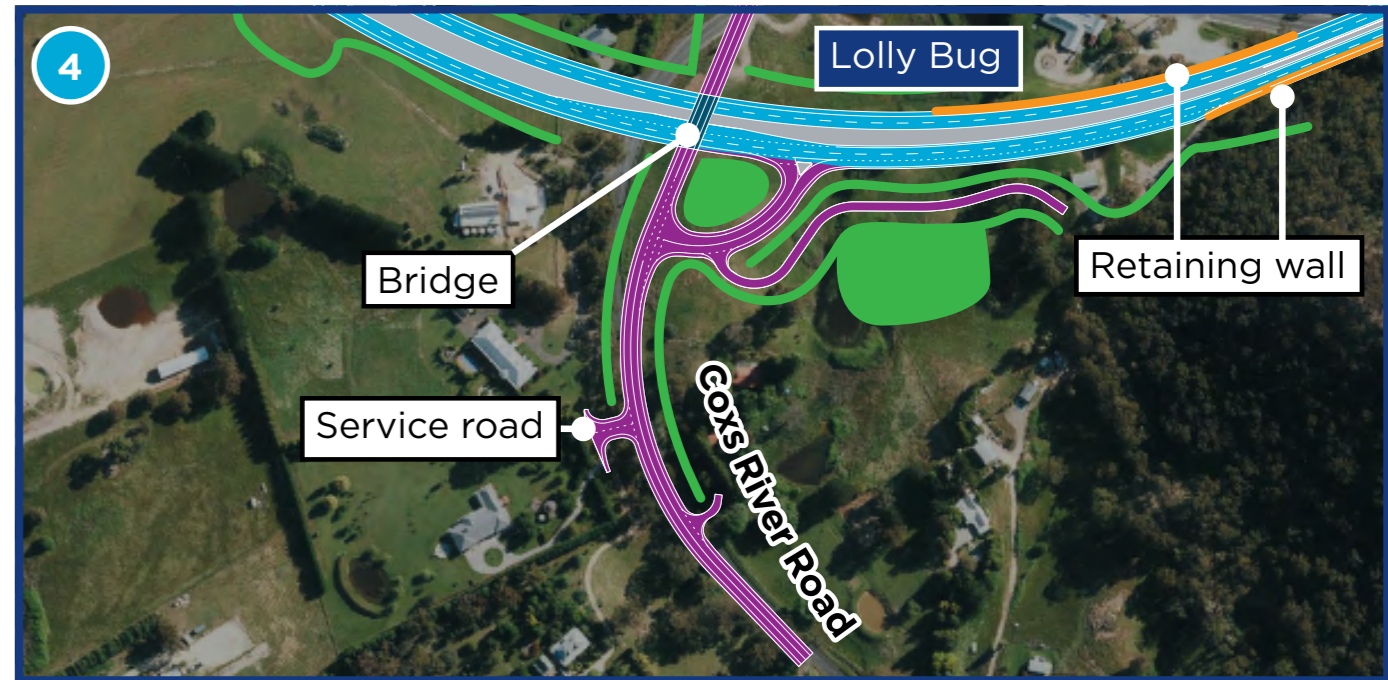 4
Lolly Bug
Bridge
Retaining wall
Service road
Coxs River Road